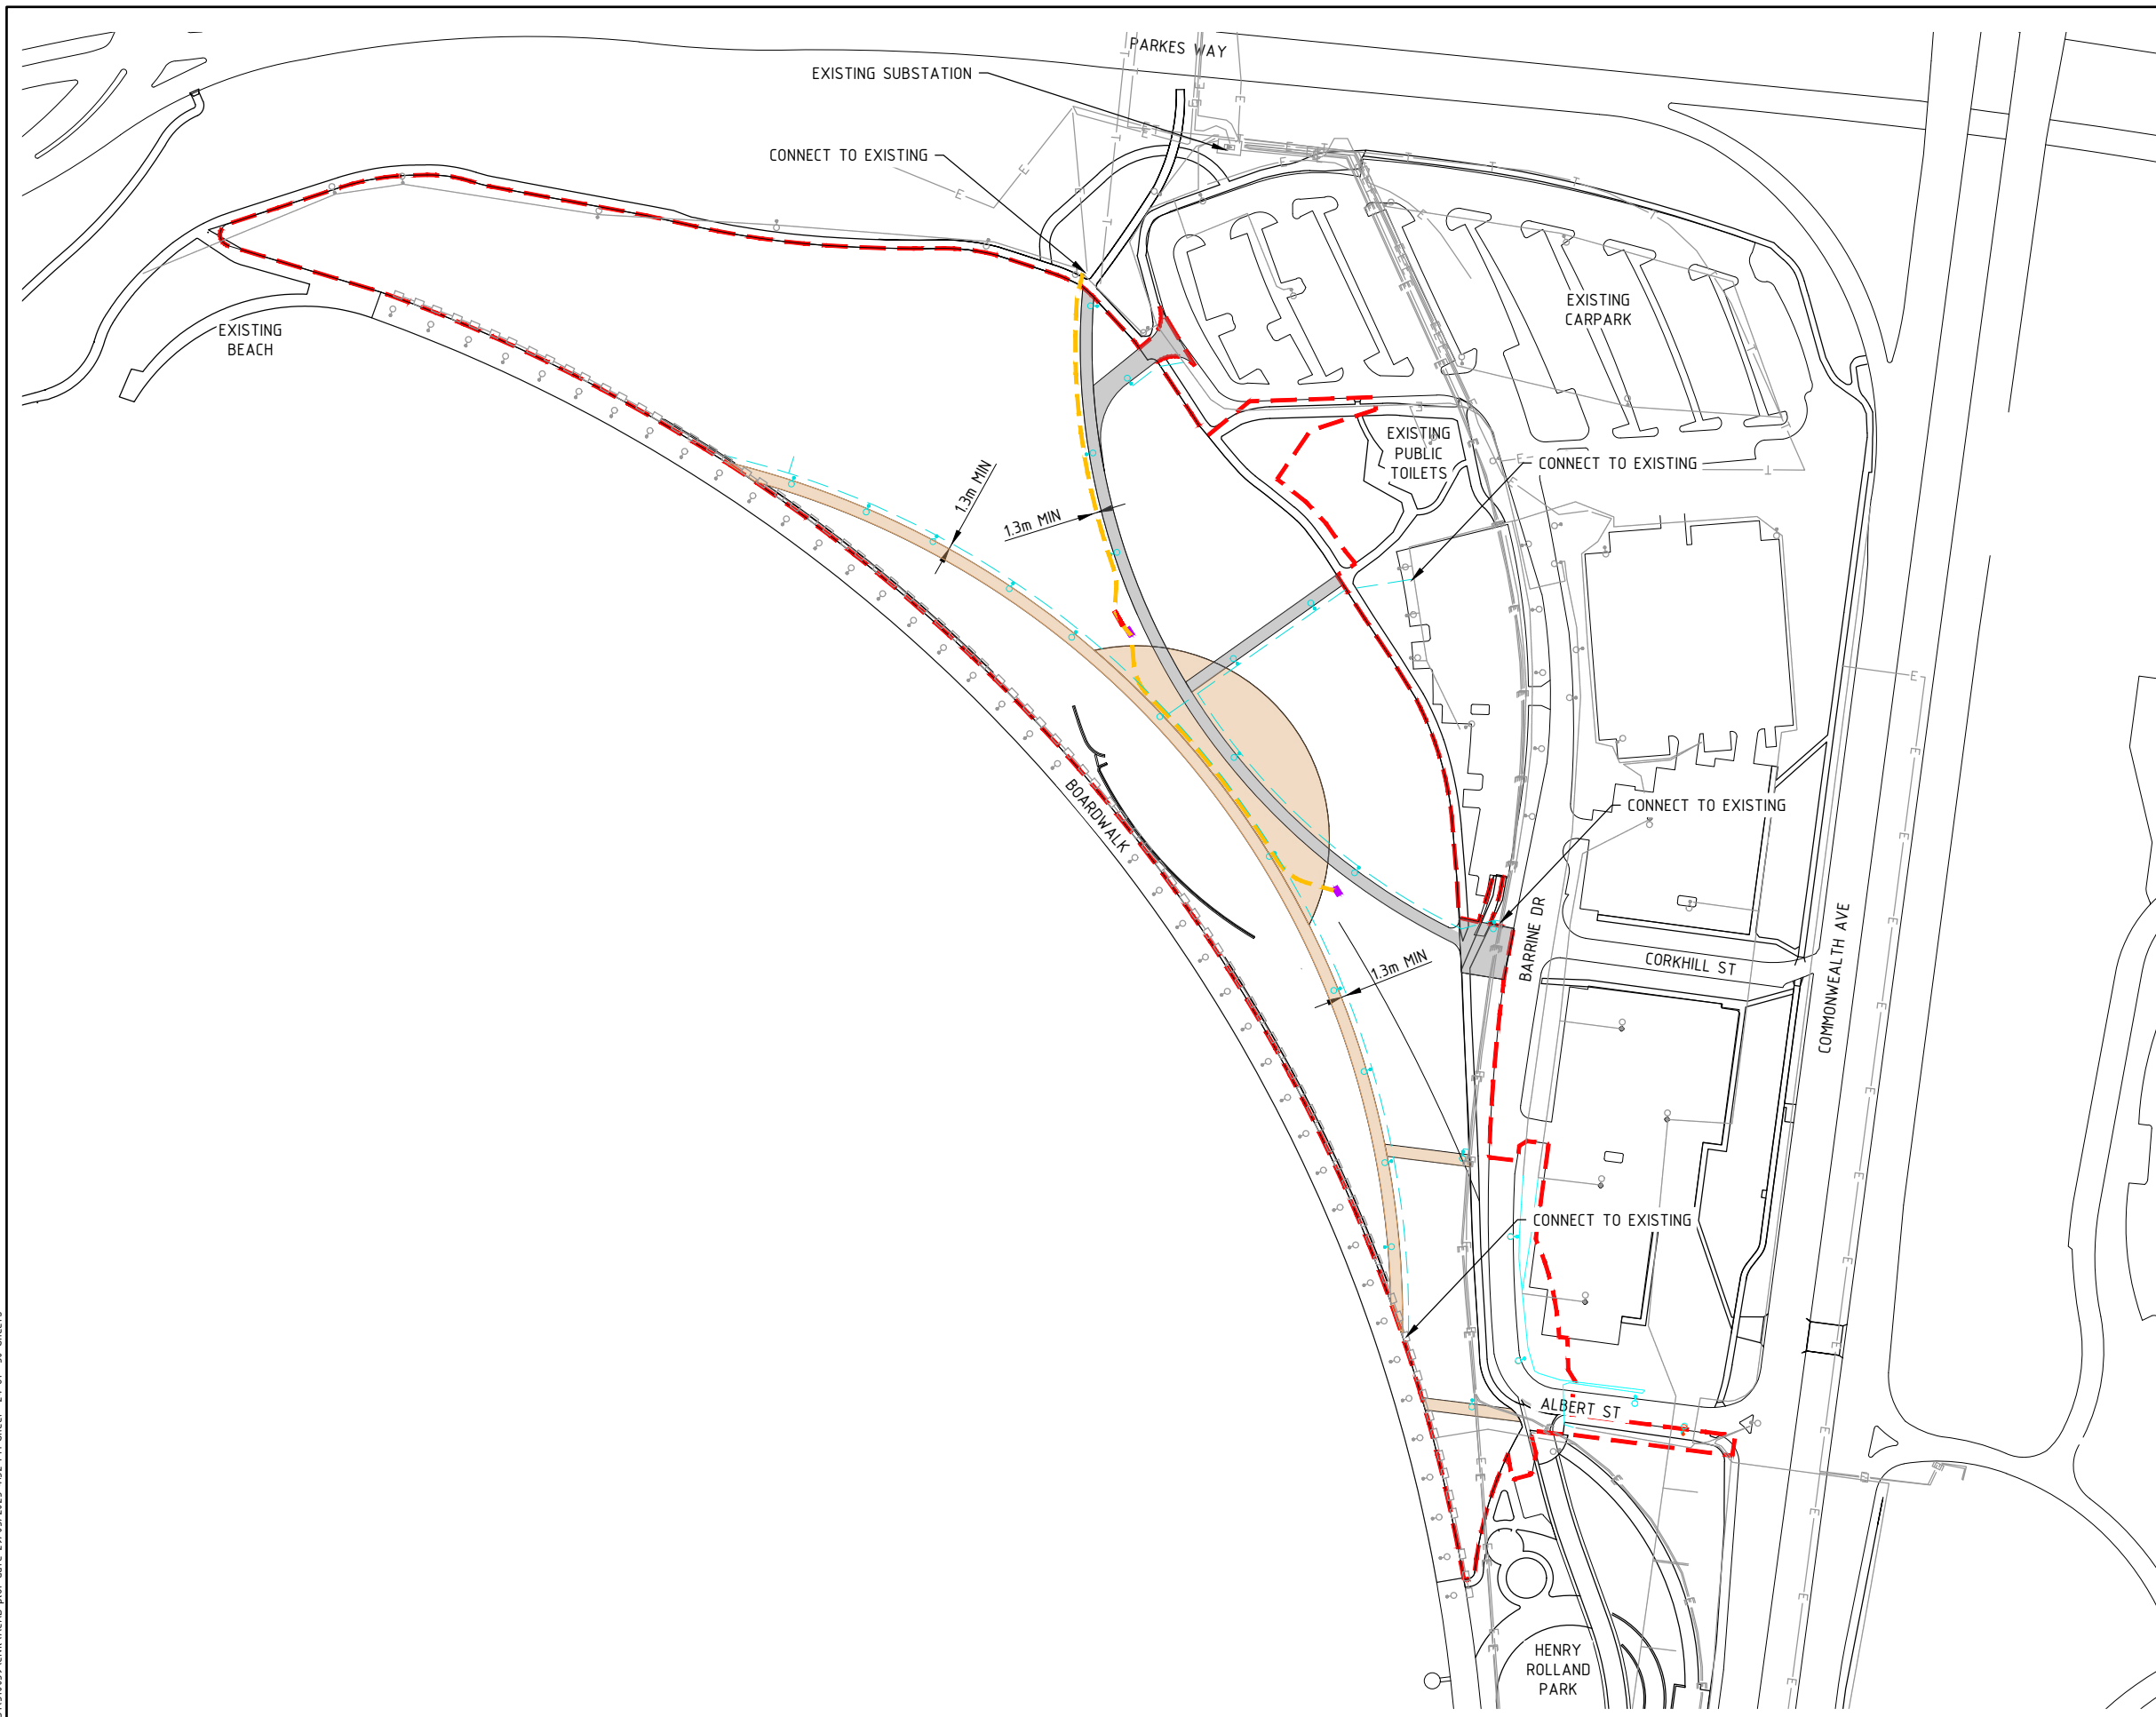 PARKES WAY
EXISTING SUBSTATION
CONNECT TO EXISTING
EXISTING
CARPARK
EXISTING
BEACH
EXISTING
PUBLIC
TOILETS
CONNECT TO EXISTING
1.3m MIN
1.3m MIN
BOARDWALK
CONNECT TO EXISTING
BARRINE DR
CORKHILL ST
COMMONWEALTH AVE
1.3m MIN
CONNECT TO EXISTING
ALBERT ST
HENRY
ROLLAND
PARK